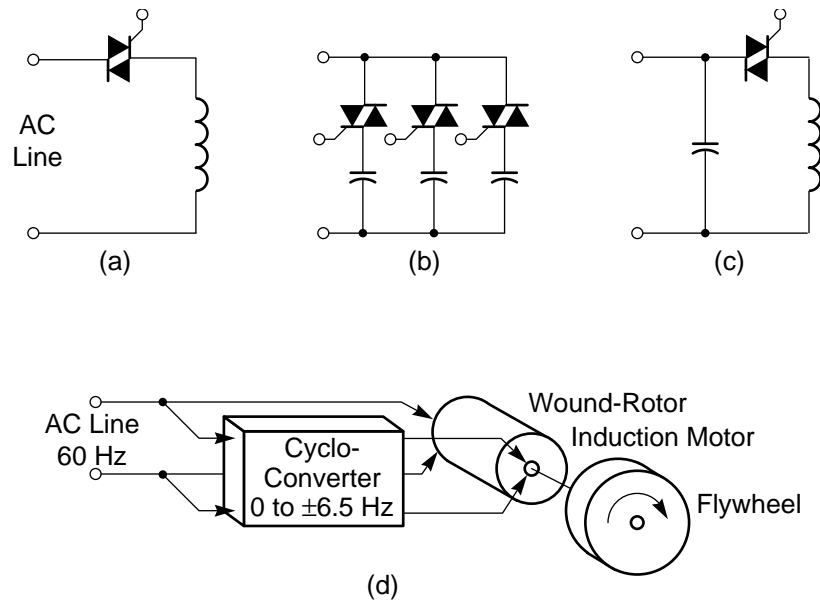 AC
Line
(a)
(b)
(c)
AC Line
60 Hz
Cyclo-
Converter
0 to ±6.5 Hz
Wound-Rotor
Induction Motor
Flywheel
(d)